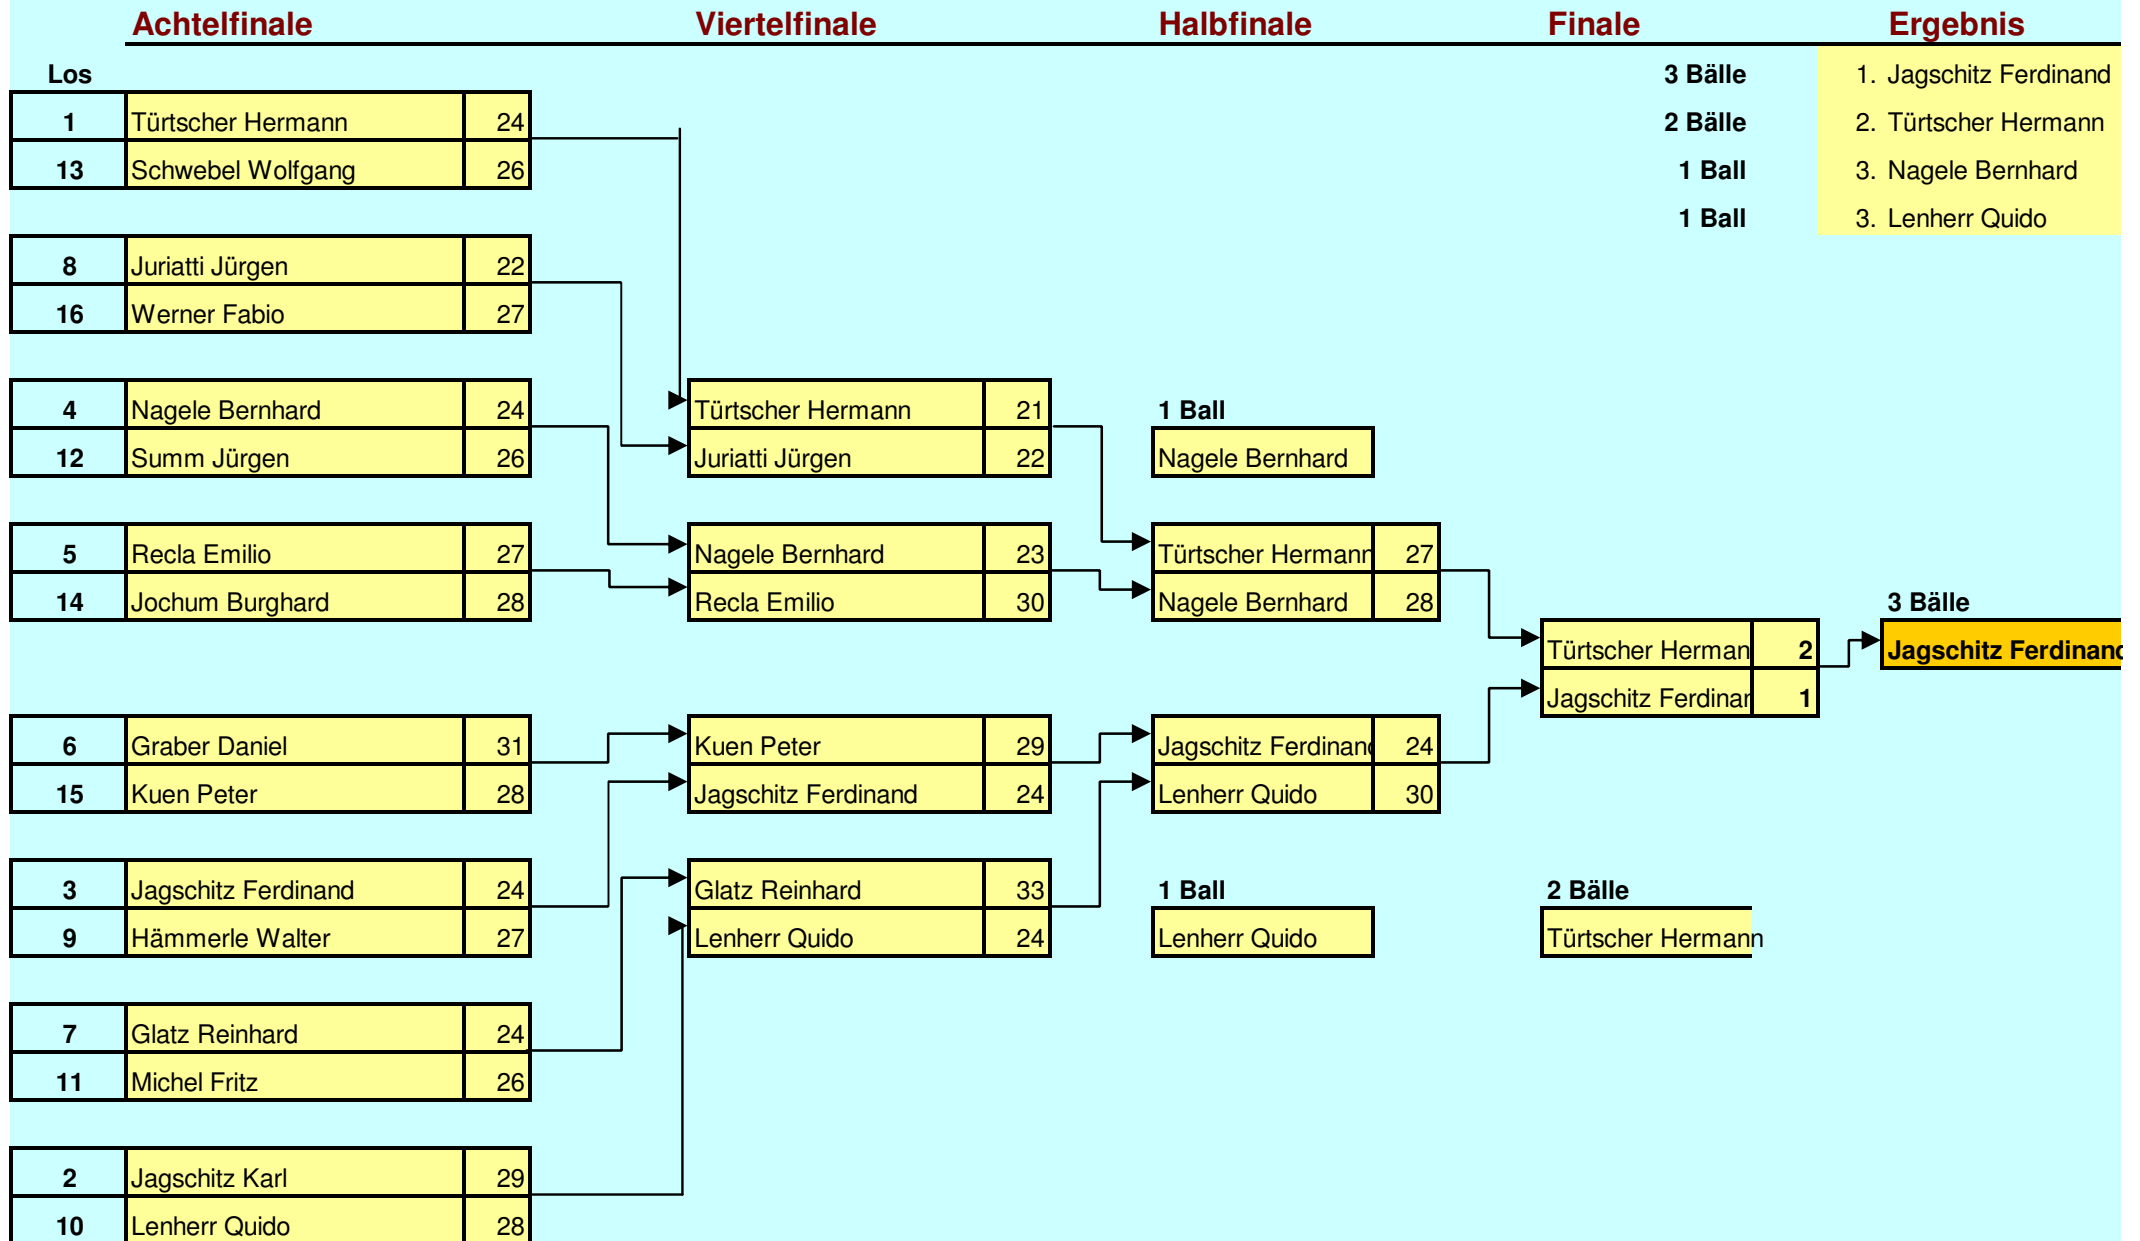 Achtelfinale Viertelfinale Halbfinale Finale Ergebnis
Los 3 Bälle 1. Jagschitz Ferdinand
1 Türtscher Hermann 24 2 Bälle 2. Türtscher Hermann
13 Schwebel Wolfgang 26 1 Ball 3. Nagele Bernhard
1 Ball 3. Lenherr Quido
8 Juriatti Jürgen 22
16 Werner Fabio 27
4 Nagele Bernhard 24 Türtscher Hermann 21 1 Ball
12 Summ Jürgen 26 Juriatti Jürgen 22 Nagele Bernhard
5 Recla Emilio 27 Nagele Bernhard 23 Türtscher Hermann 27
14 Jochum Burghard 28 Recla Emilio 30 Nagele Bernhard 28 3 Bälle
Türtscher Herman 2 Jagschitz Ferdinand
Jagschitz Ferdinar 1
6 Graber Daniel 31 Kuen Peter 29 Jagschitz Ferdinand 24
15 Kuen Peter 28 Jagschitz Ferdinand 24 Lenherr Quido 30
3 Jagschitz Ferdinand 24 Glatz Reinhard 33 1 Ball 2 Bälle
9 Hämmerle Walter 27 Lenherr Quido 24 Lenherr Quido Türtscher Hermann
7 Glatz Reinhard 24
11 Michel Fritz 26
2 Jagschitz Karl 29
10 Lenherr Quido 28